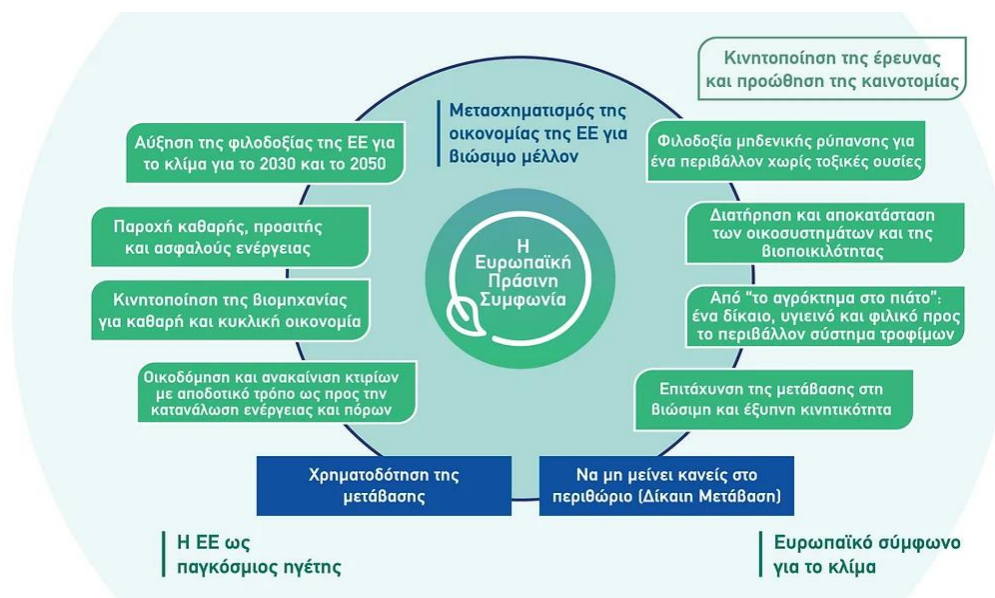 Κινητοποίηση της έρευνας
και προώθηση της καινοτομίας
Μετασχηματισμός της
οικονομίας της ΕΕ για
βιώσιμο μέλλον
Αύξηση της φιλοδοξίας της ΕΕ για
το κλίμα για το 2030 και το 2050
Φιλοδοξία μηδενικής ρύπανσης για
ένα περιβάλλον χωρίς τοξικές ουσίες
Παροχή καθαρής, προσιτής
και ασφαλούς ενέργειας
Διατήρηση και αποκατάσταση
των οικοσυστημάτων και της
βιοποικιλότητας
Η
Ευρωπαϊκή
Πράσινη
Συμφωνία
Κινητοποίηση της βιομηχανίας
για καθαρή και κυκλική οικονομία
Από "το αγρόκτημα στο πιάτο":
ένα δίκαιο, υγιεινό και φιλικό προς
το περιβάλλον σύστημα τροφίμων
Οικοδόμηση και ανακαίνιση κτιρίων
με αποδοτικό τρόπο ως προς την
κατανάλωση ενέργειας και πόρων
Επιτάχυνση της μετάβασης στη
βιώσιμη και έξυπνη κινητικότητα
Χρηματοδότηση της
μετάβασης
Να μη μείνει κανείς στο
περιθώριο (Δίκαιη Μετάβαση)
Η ΕΕ ως
παγκόσμιος ηγέτης
Ευρωπαϊκό σύμφωνο
για το κλίμα